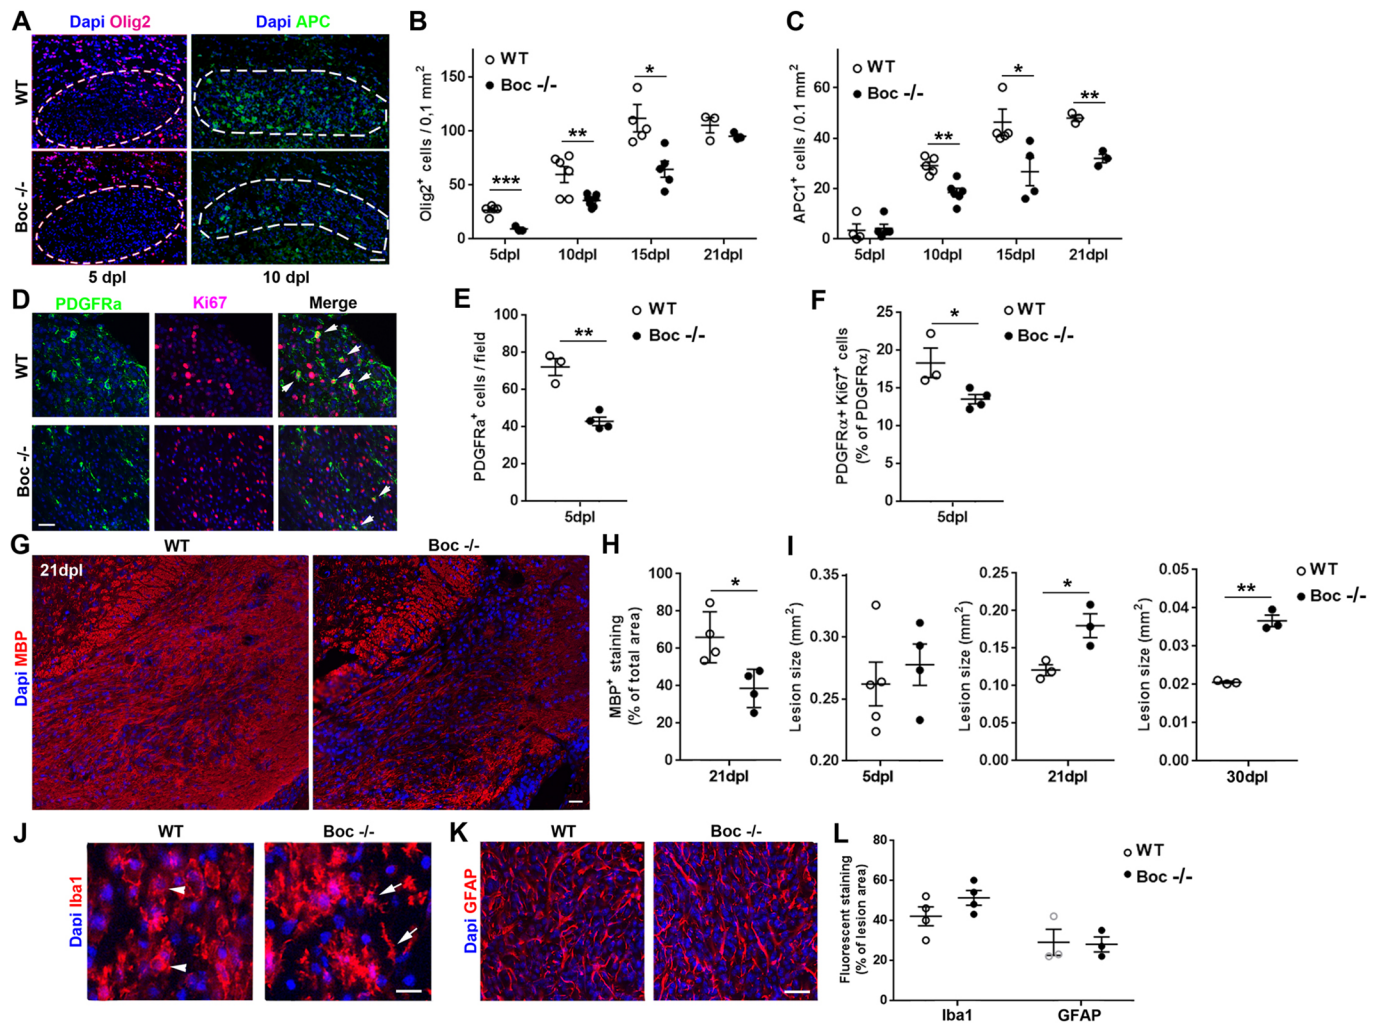 A
Dapi Olig2
Dapi APC
WT
Boc -/-
5 dpl
10 dpl
B
WT
Boc -/-
Olig2+ cells / 0,1 mm2
150
100
50
0
***
**
*
5dpl
10dpl
15dpl
21dpl
C
WT
Boc -/-
APC1+ cells / 0.1 mm2
60
40
20
0
**
*
**
5dpl
10dpl
15dpl
21dpl
D
PDGFRa
Ki67
Merge
WT
Boc -/-
E
WT
Boc -/-
PDGFRa+ cells / field
100
80
60
40
20
0
**
5dpl
F
WT
Boc -/-
PDGFRα+ Ki67+ cells
(% of PDGFRα)
25
20
15
10
5
0
*
5dpl
G
WT
Boc -/-
21dpl
Dapi MBP
H
MBP+ staining
(% of total area)
100
80
60
40
20
0
*
21dpl
I
Lesion size (mm2)
0.35
0.30
0.25
0.20
5dpl
Lesion size (mm2)
0.25
0.20
0.15
0.10
0.05
0.00
*
21dpl
Lesion size (mm2)
0.05
0.04
0.03
0.02
0.01
0.00
**
30dpl
WT
Boc -/-
J
WT
Boc -/-
Dapi Iba1
K
WT
Boc -/-
Dapi GFAP
L
WT
Boc -/-
Fluorescent staining
(% of lesion area)
80
60
40
20
0
Iba1
GFAP